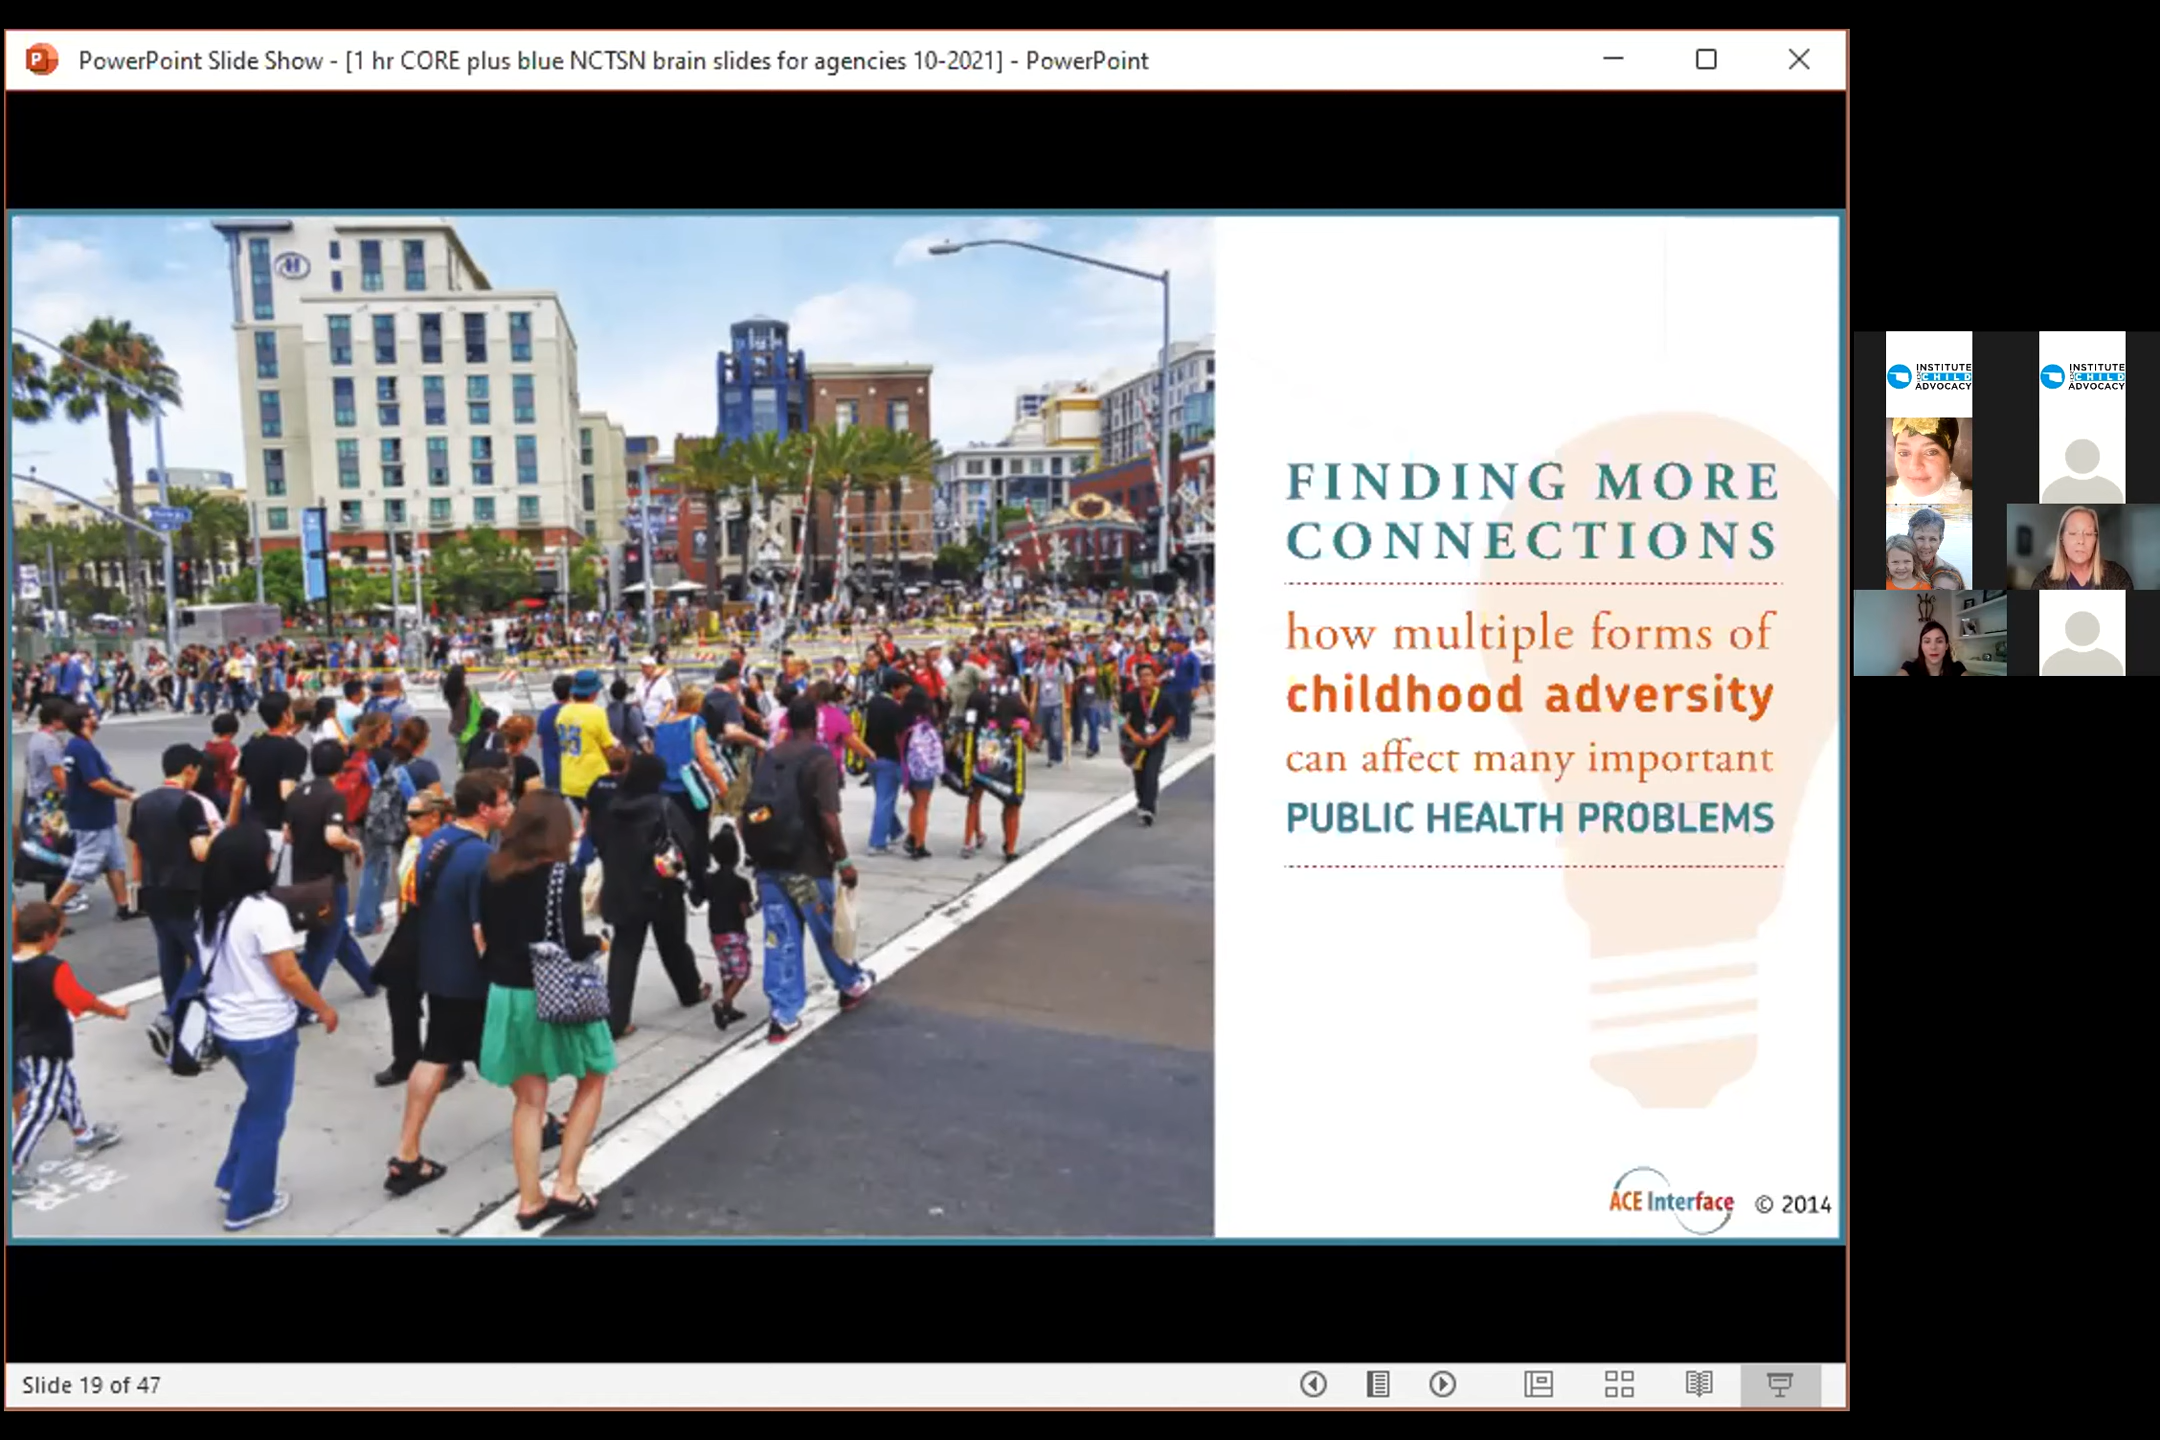 PowerPoint Slide Show - [1 hr CORE plus blue NCTSN brain slides for agencies 10-2021] - PowerPoint
FINDING MORE
CONNECTIONS
how multiple forms of
childhood adversity
can affect many important
PUBLIC HEALTH PROBLEMS
ACE Interface © 2014
INSTITUTE
CHILD
ADVOCACY
INSTITUTE
CHILD
ADVOCACY
Slide 19 of 47